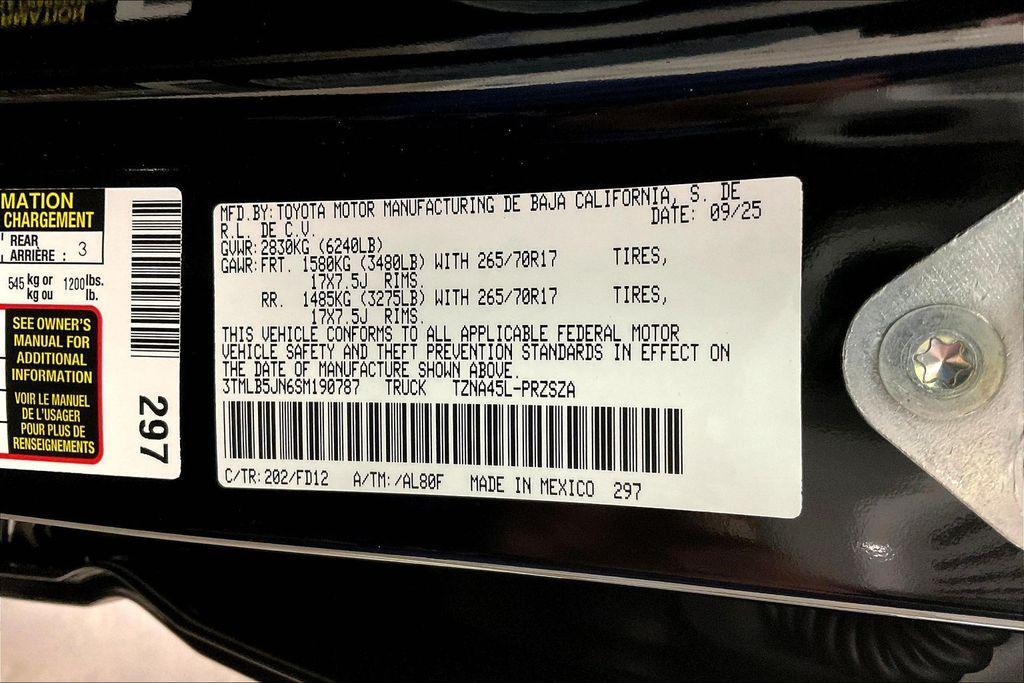 MATION
CHARGEMENT
REAR
ARRIÈRE : 3
545 kg or 1200 lbs.
kg ou lb.
SEE OWNER'S
MANUAL FOR
ADDITIONAL
INFORMATION
VOIR LE MANUEL
DE L'USAGER
POUR PLUS DE
RENSEIGNEMENTS
297
MFD.BY: TOYOTA MOTOR MANUFACTURING DE BAJA CALIFORNIA, S. DE
R.L. DE C.V. DATE: 09/25
GVWR: 2830KG (6240LB)
GAWR: FRT. 1580KG (3480LB) WITH 265/70R17 TIRES,
17X7.5J RIMS.
RR. 1485KG (3275LB) WITH 265/70R17 TIRES,
17X7.5J RIMS.
THIS VEHICLE CONFORMS TO ALL APPLICABLE FEDERAL MOTOR
VEHICLE SAFETY AND THEFT PREVENTION STANDARDS IN EFFECT ON
THE DATE OF MANUFACTURE SHOWN ABOVE.
3TMLB5JN6SM190787 TRUCK TZNA45L-PRZSZA
C/TR: 202/FD12 A/TM: /AL80F MADE IN MEXICO 297